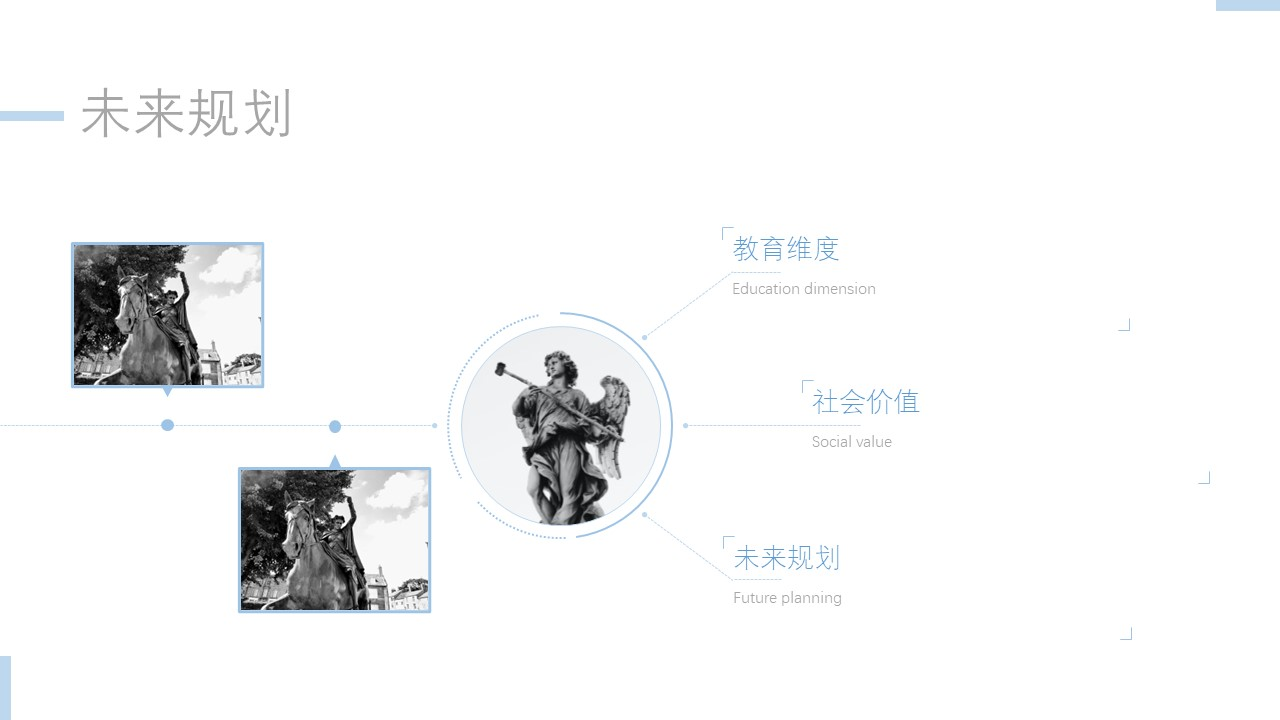 未来规划
教育维度
Education dimension
社会价值
Social value
未来规划
Future planning